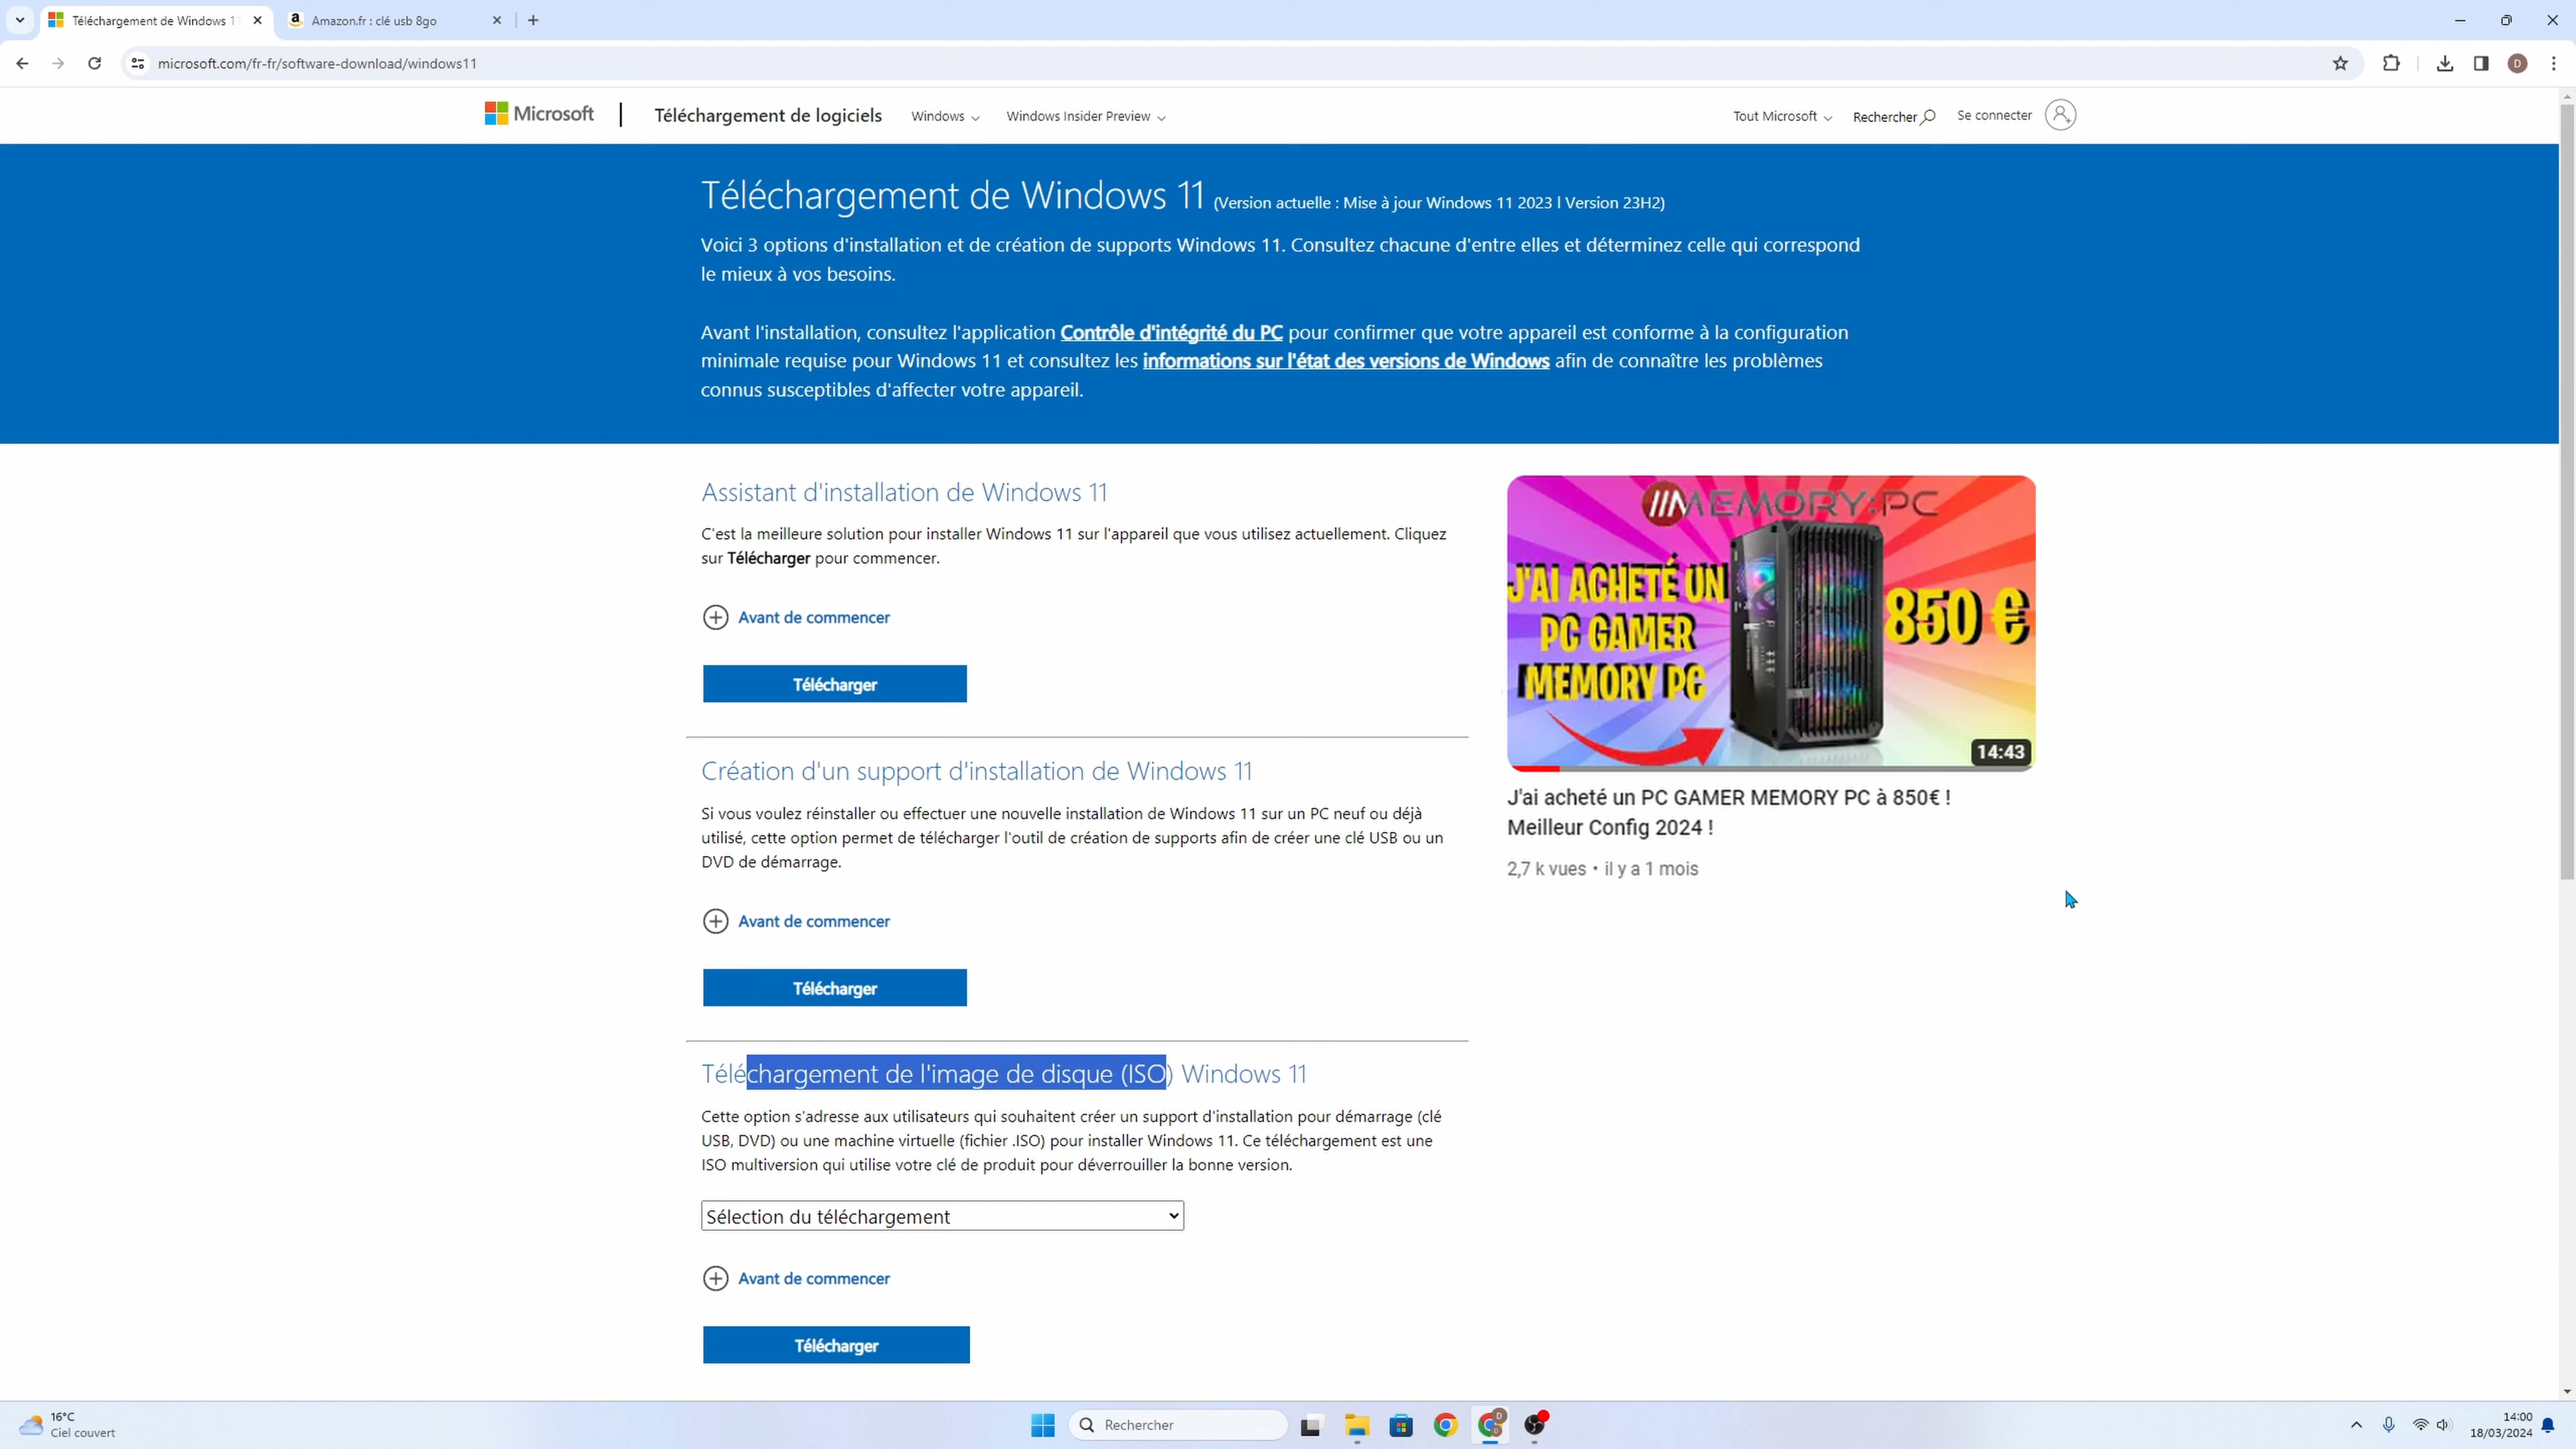 Téléchargement de Windows 11
Amazon.fr : clé usb 8go
microsoft.com/fr-fr/software-download/windows11
D
Microsoft
Téléchargement de logiciels
Windows
Windows Insider Preview
Tout Microsoft
Rechercher
Se connecter
Téléchargement de Windows 11 (Version actuelle : Mise à jour Windows 11 2023 l Version 23H2)
Voici 3 options d'installation et de création de supports Windows 11. Consultez chacune d'entre elles et déterminez celle qui correspond
le mieux à vos besoins.
Avant l'installation, consultez l'application Contrôle d'intégrité du PC pour confirmer que votre appareil est conforme à la configuration
minimale requise pour Windows 11 et consultez les informations sur l'état des versions de Windows afin de connaître les problèmes
connus susceptibles d'affecter votre appareil.
Assistant d'installation de Windows 11
C'est la meilleure solution pour installer Windows 11 sur l'appareil que vous utilisez actuellement. Cliquez
sur Télécharger pour commencer.
Avant de commencer
Télécharger
Création d'un support d'installation de Windows 11
Si vous voulez réinstaller ou effectuer une nouvelle installation de Windows 11 sur un PC neuf ou déjà
utilisé, cette option permet de télécharger l'outil de création de supports afin de créer une clé USB ou un
DVD de démarrage.
Avant de commencer
Télécharger
Téléchargement de l'image de disque (ISO) Windows 11
Cette option s'adresse aux utilisateurs qui souhaitent créer un support d'installation pour démarrage (clé
USB, DVD) ou une machine virtuelle (fichier .ISO) pour installer Windows 11. Ce téléchargement est une
ISO multiversion qui utilise votre clé de produit pour déverrouiller la bonne version.
Sélection du téléchargement
Avant de commencer
Télécharger
MEMORY PC
J'AI ACHETÉ UN
PC GAMER
MEMORY PC
850 €
14:43
J'ai acheté un PC GAMER MEMORY PC à 850€ !
Meilleur Config 2024 !
2,7 k vues • il y a 1 mois
16°C
Ciel couvert
Rechercher
14:00
18/03/2024